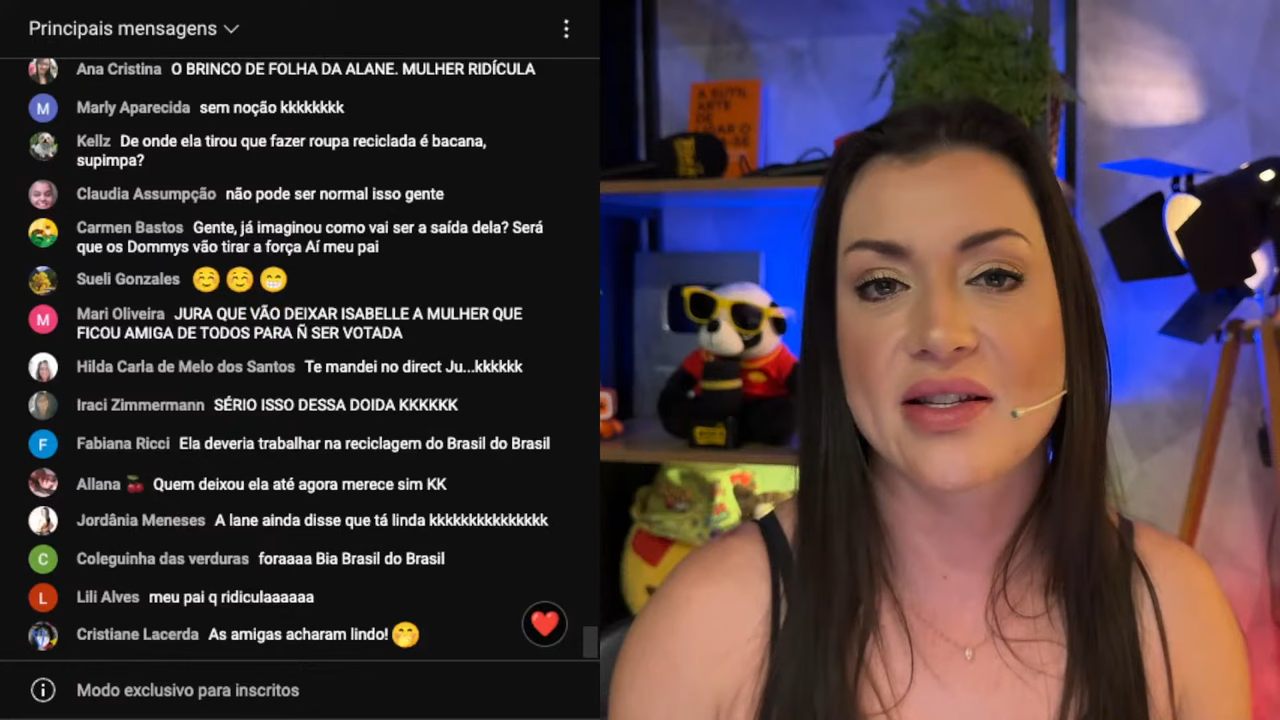 Principais mensagens
Ana Cristina O BRINCO DE FOLHA DA ALANE. MULHER RIDÍCULA
Marly Aparecida sem noção kkkkkkkk
Kellz De onde ela tirou que fazer roupa reciclada é bacana,
supimpa?
Claudia Assumpção não pode ser normal isso gente
Carmen Bastos Gente, já imaginou como vai ser a saída dela? Será
que os Dommys vão tirar a força Aí meu pai
Sueli Gonzales ☺️ ☺️ 😁
Mari Oliveira JURA QUE VÃO DEIXAR ISABELLE A MULHER QUE
FICOU AMIGA DE TODOS PARA Ñ SER VOTADA
Hilda Carla de Melo dos Santos Te mandei no direct Ju...kkkkkk
Iraci Zimmermann SÉRIO ISSO DESSA DOIDA KKKKKK
Fabiana Ricci Ela deveria trabalhar na reciclagem do Brasil do Brasil
Allana 🍒 Quem deixou ela até agora merece sim KK
Jordânia Meneses A lane ainda disse que tá linda kkkkkkkkkkkkkkk
Coleguinha das verduras foraaaa Bia Brasil do Brasil
Lili Alves meu pai q ridiculaaaaaa
Cristiane Lacerda As amigas acharam lindo! 🤭
Modo exclusivo para inscritos
M
M
F
C
L
A SUTIL
ARTE
DE
LIGAR O